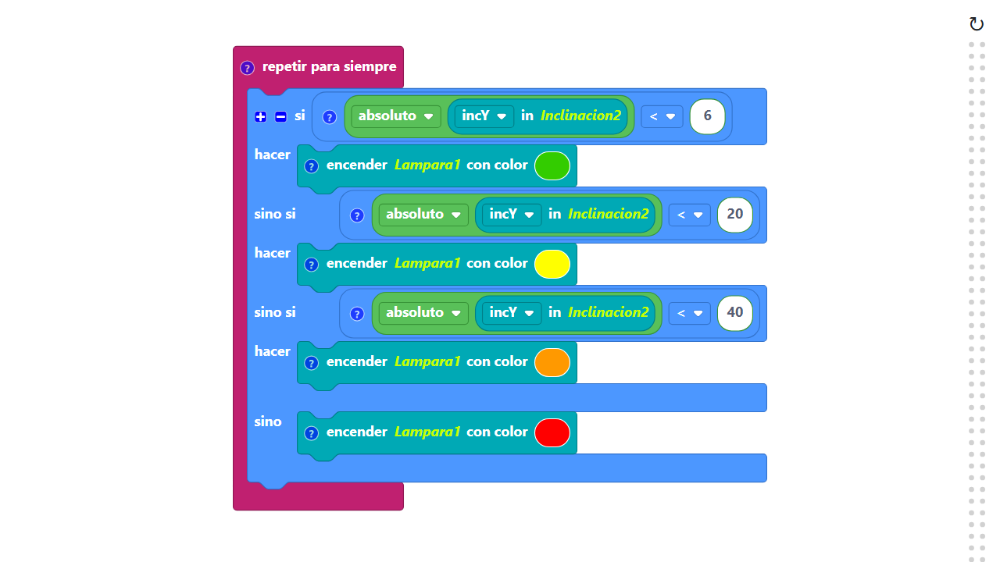 repetir para siempre
si absoluto incY in Inclinacion2 < 6
hacer encender Lampara1 con color
sino si absoluto incY in Inclinacion2 < 20
hacer encender Lampara1 con color
sino si absoluto incY in Inclinacion2 < 40
hacer encender Lampara1 con color
sino encender Lampara1 con color